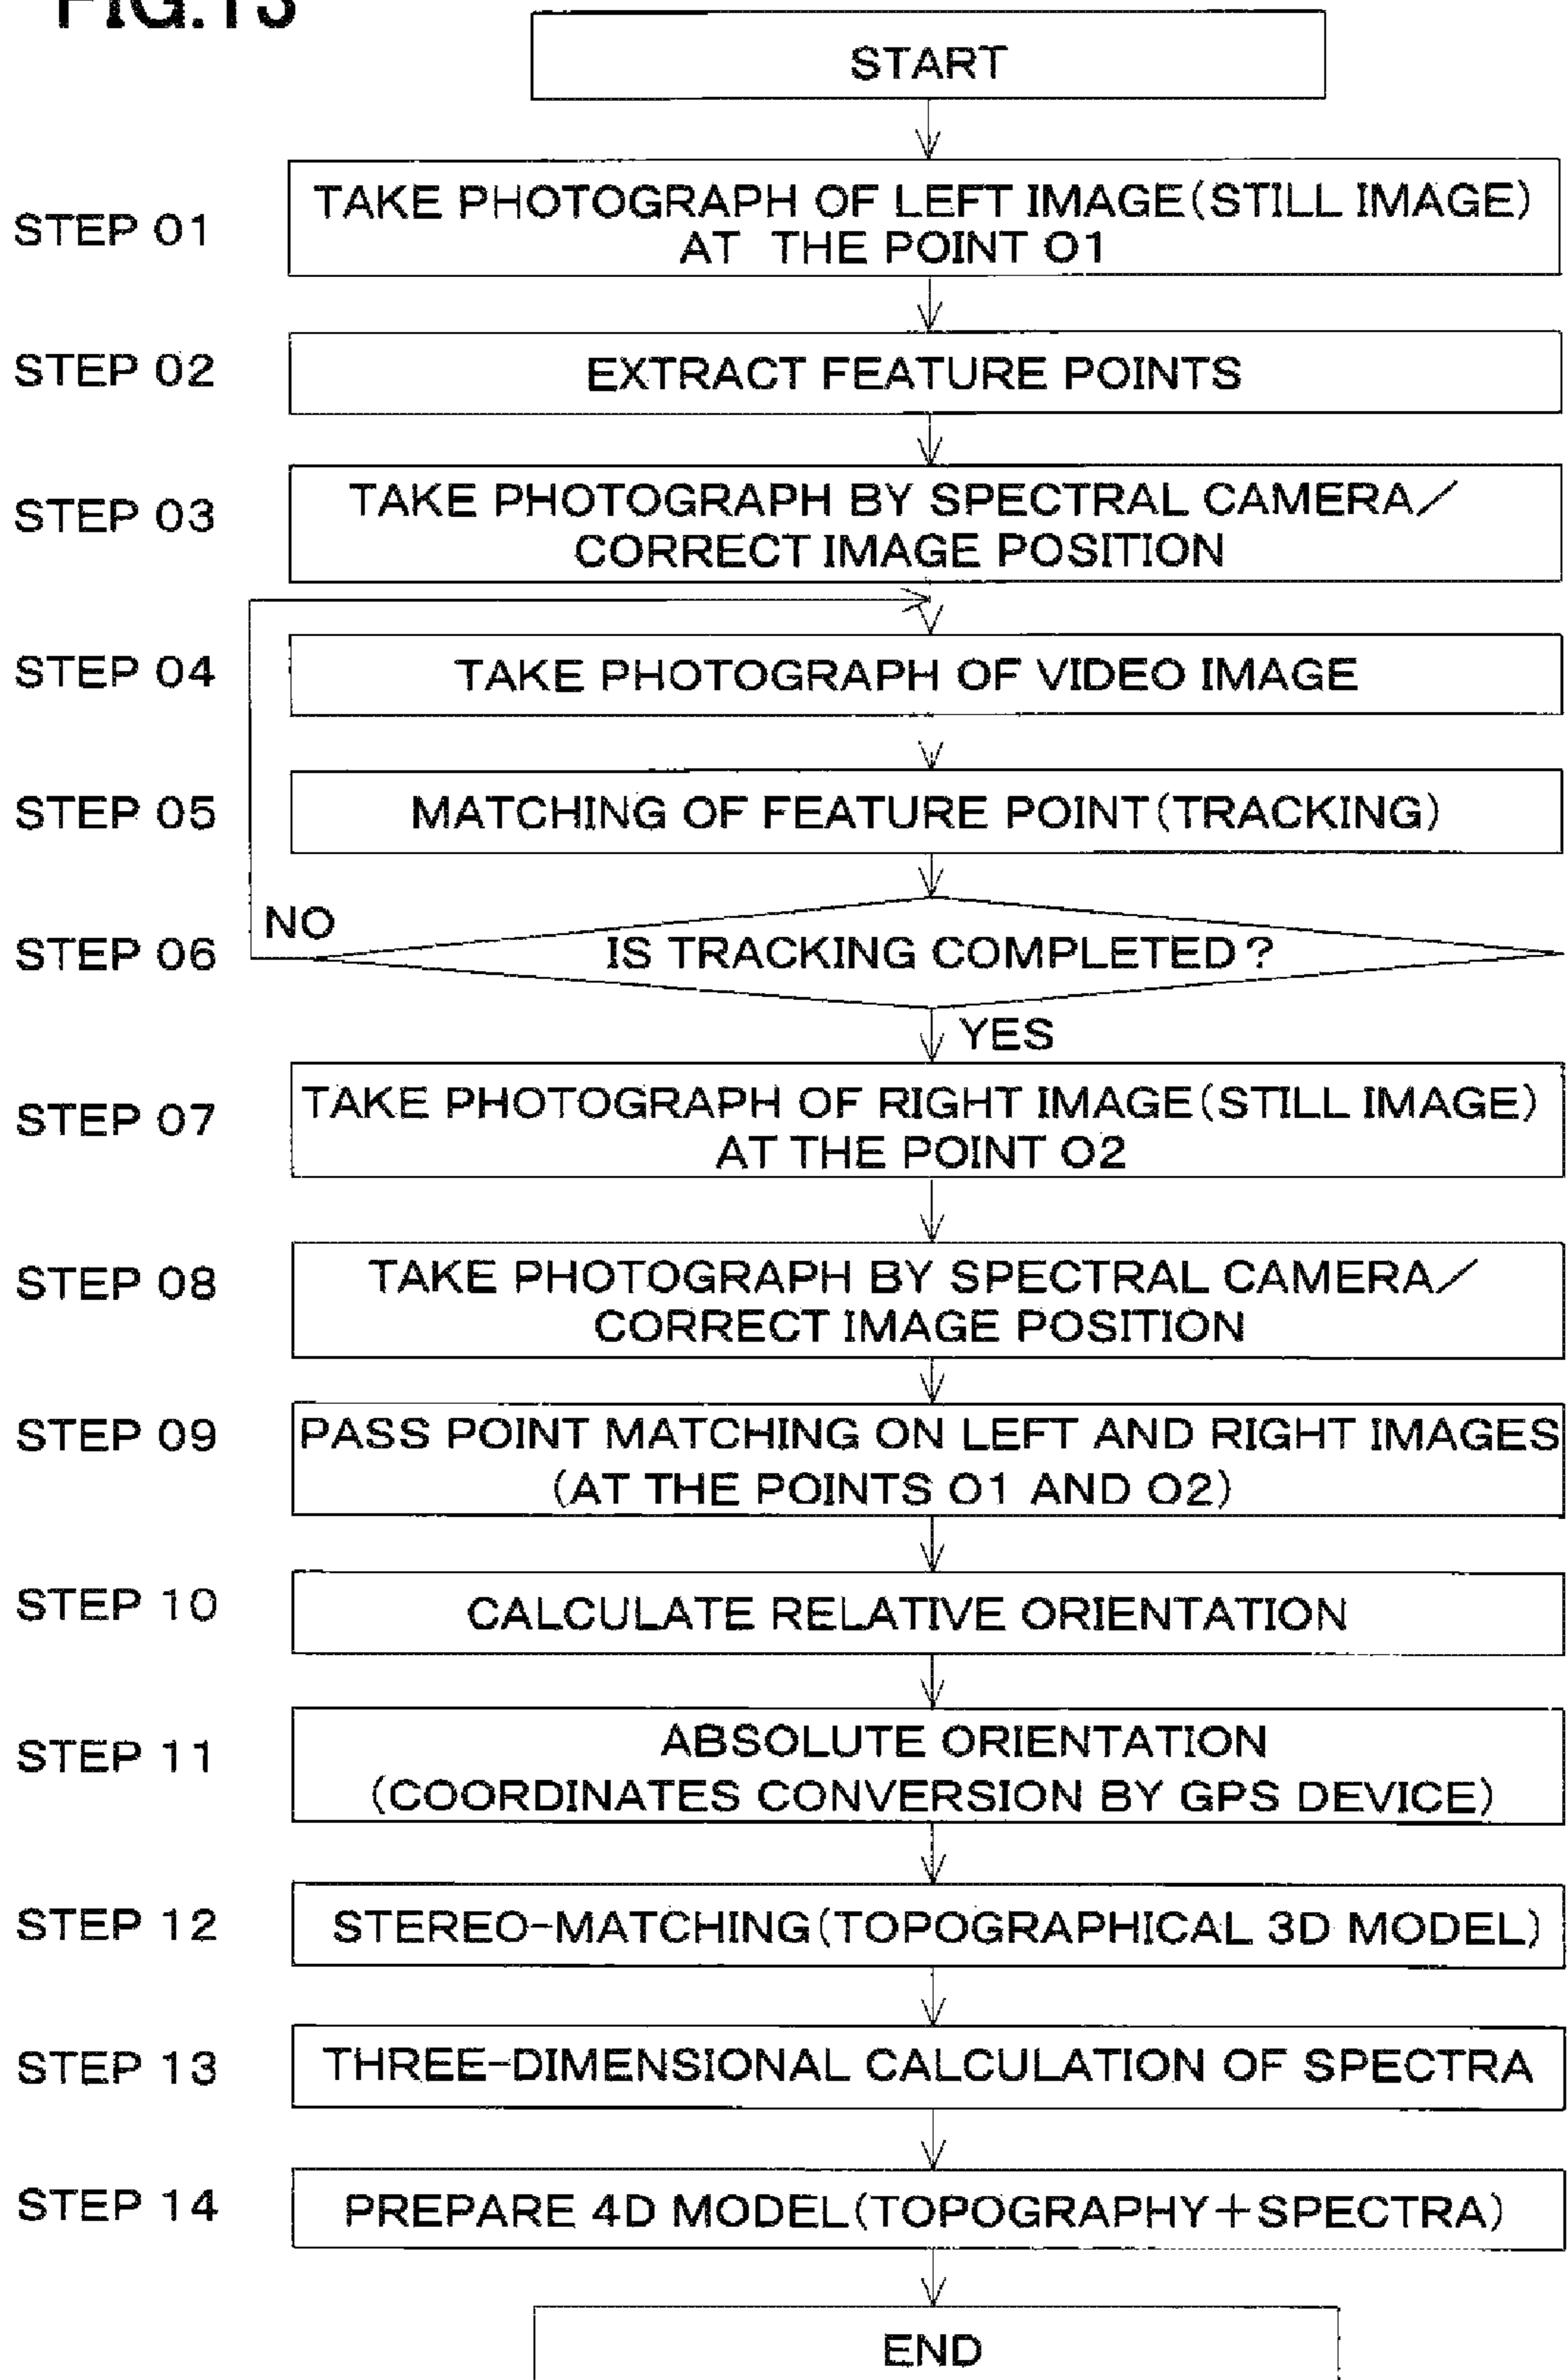 FIG.13
START
STEP 01
TAKE PHOTOGRAPH OF LEFT IMAGE(STILL IMAGE)
AT THE POINT O1
STEP 02
EXTRACT FEATURE POINTS
STEP 03
TAKE PHOTOGRAPH BY SPECTRAL CAMERA/
CORRECT IMAGE POSITION
STEP 04
TAKE PHOTOGRAPH OF VIDEO IMAGE
STEP 05
MATCHING OF FEATURE POINT(TRACKING)
NO
STEP 06
IS TRACKING COMPLETED?
YES
STEP 07
TAKE PHOTOGRAPH OF RIGHT IMAGE(STILL IMAGE)
AT THE POINT O2
STEP 08
TAKE PHOTOGRAPH BY SPECTRAL CAMERA/
CORRECT IMAGE POSITION
STEP 09
PASS POINT MATCHING ON LEFT AND RIGHT IMAGES
(AT THE POINTS O1 AND O2)
STEP 10
CALCULATE RELATIVE ORIENTATION
STEP 11
ABSOLUTE ORIENTATION
(COORDINATES CONVERSION BY GPS DEVICE)
STEP 12
STEREO-MATCHING(TOPOGRAPHICAL 3D MODEL)
STEP 13
THREE-DIMENSIONAL CALCULATION OF SPECTRA
STEP 14
PREPARE 4D MODEL(TOPOGRAPHY+SPECTRA)
END